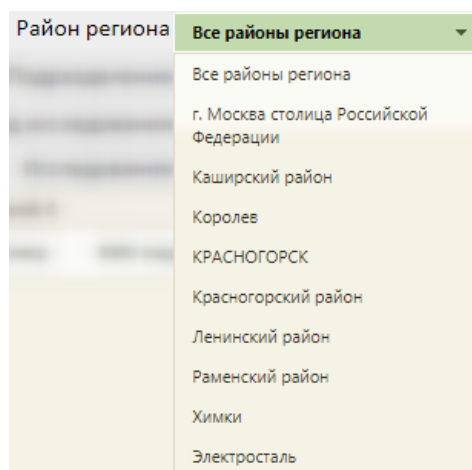 Район региона Все районы региона
Все районы региона
г. Москва столица Российской
Федерации
Каширский район
Королев
КРАСНОГОРСК
Красногорский район
Ленинский район
Раменский район
Химки
Электросталь